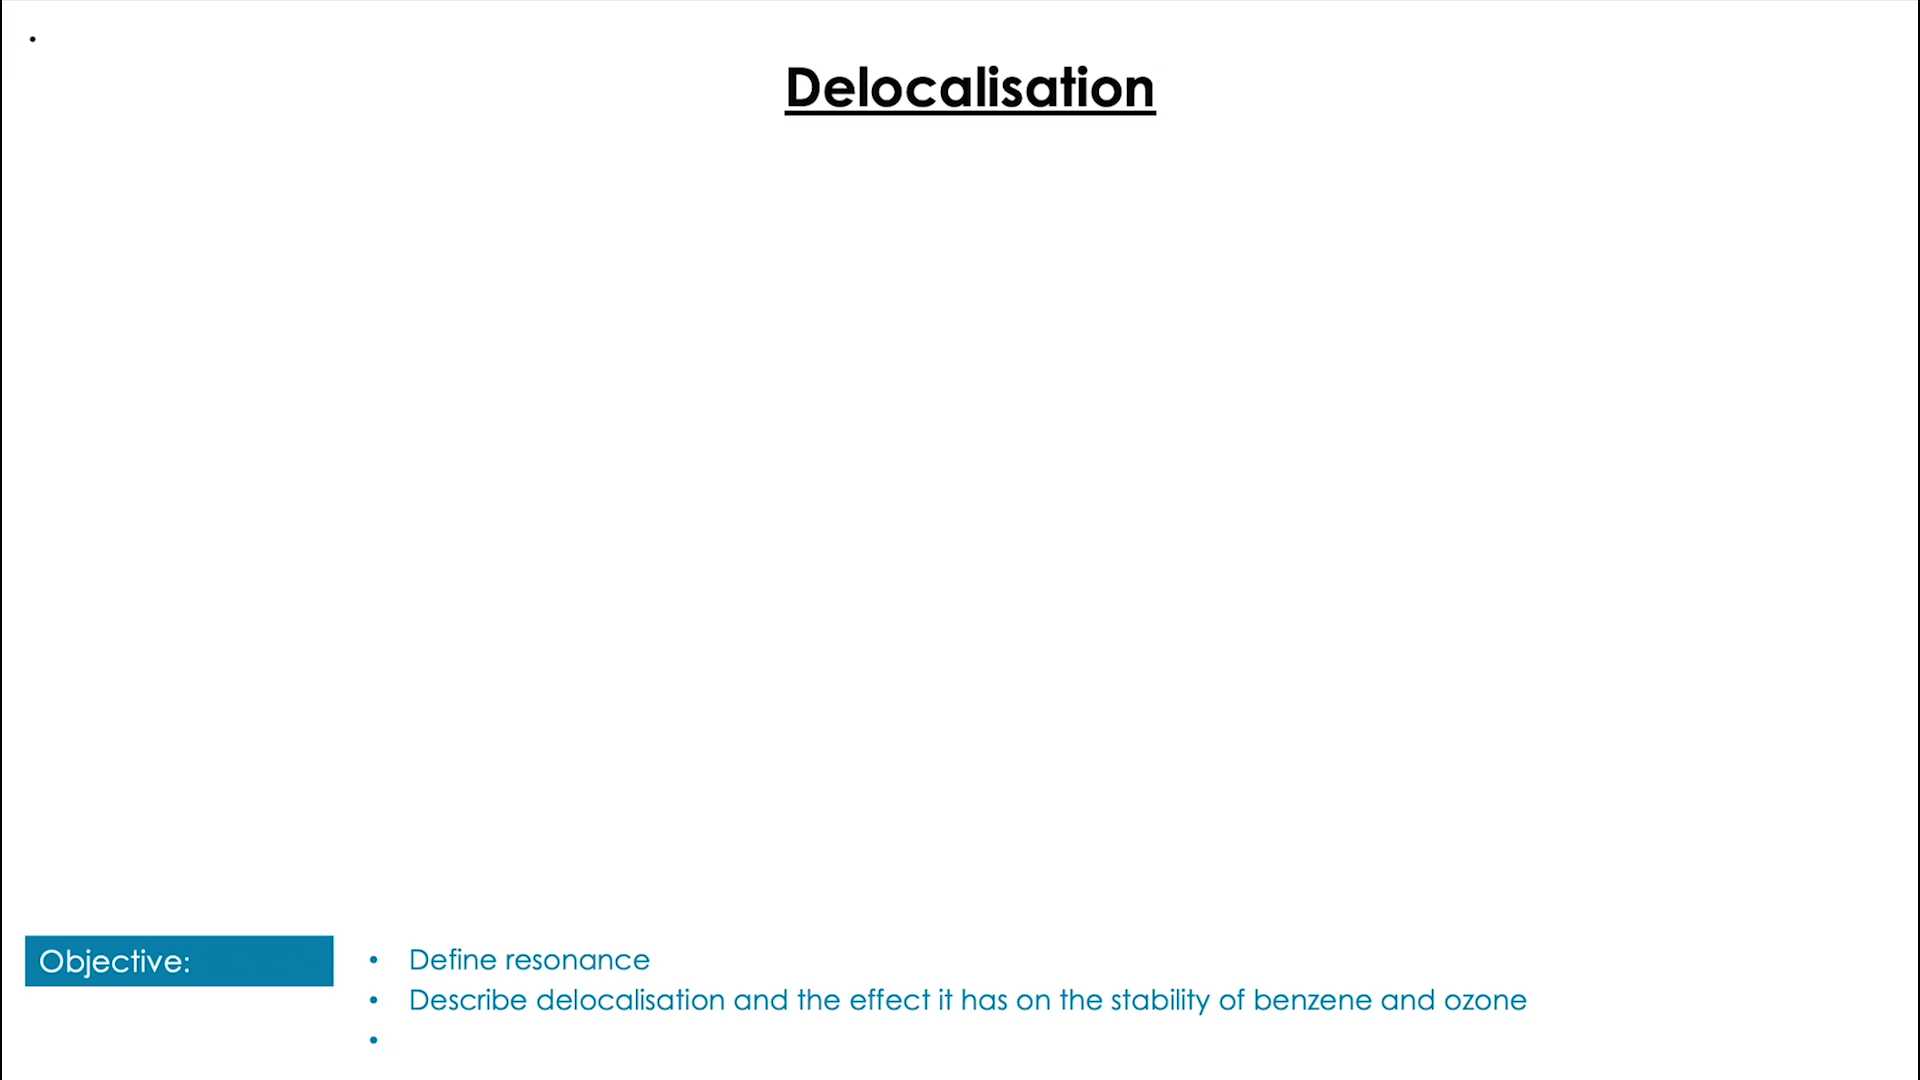 Delocalisation
Objective:
• Define resonance
• Describe delocalisation and the effect it has on the stability of benzene and ozone
•